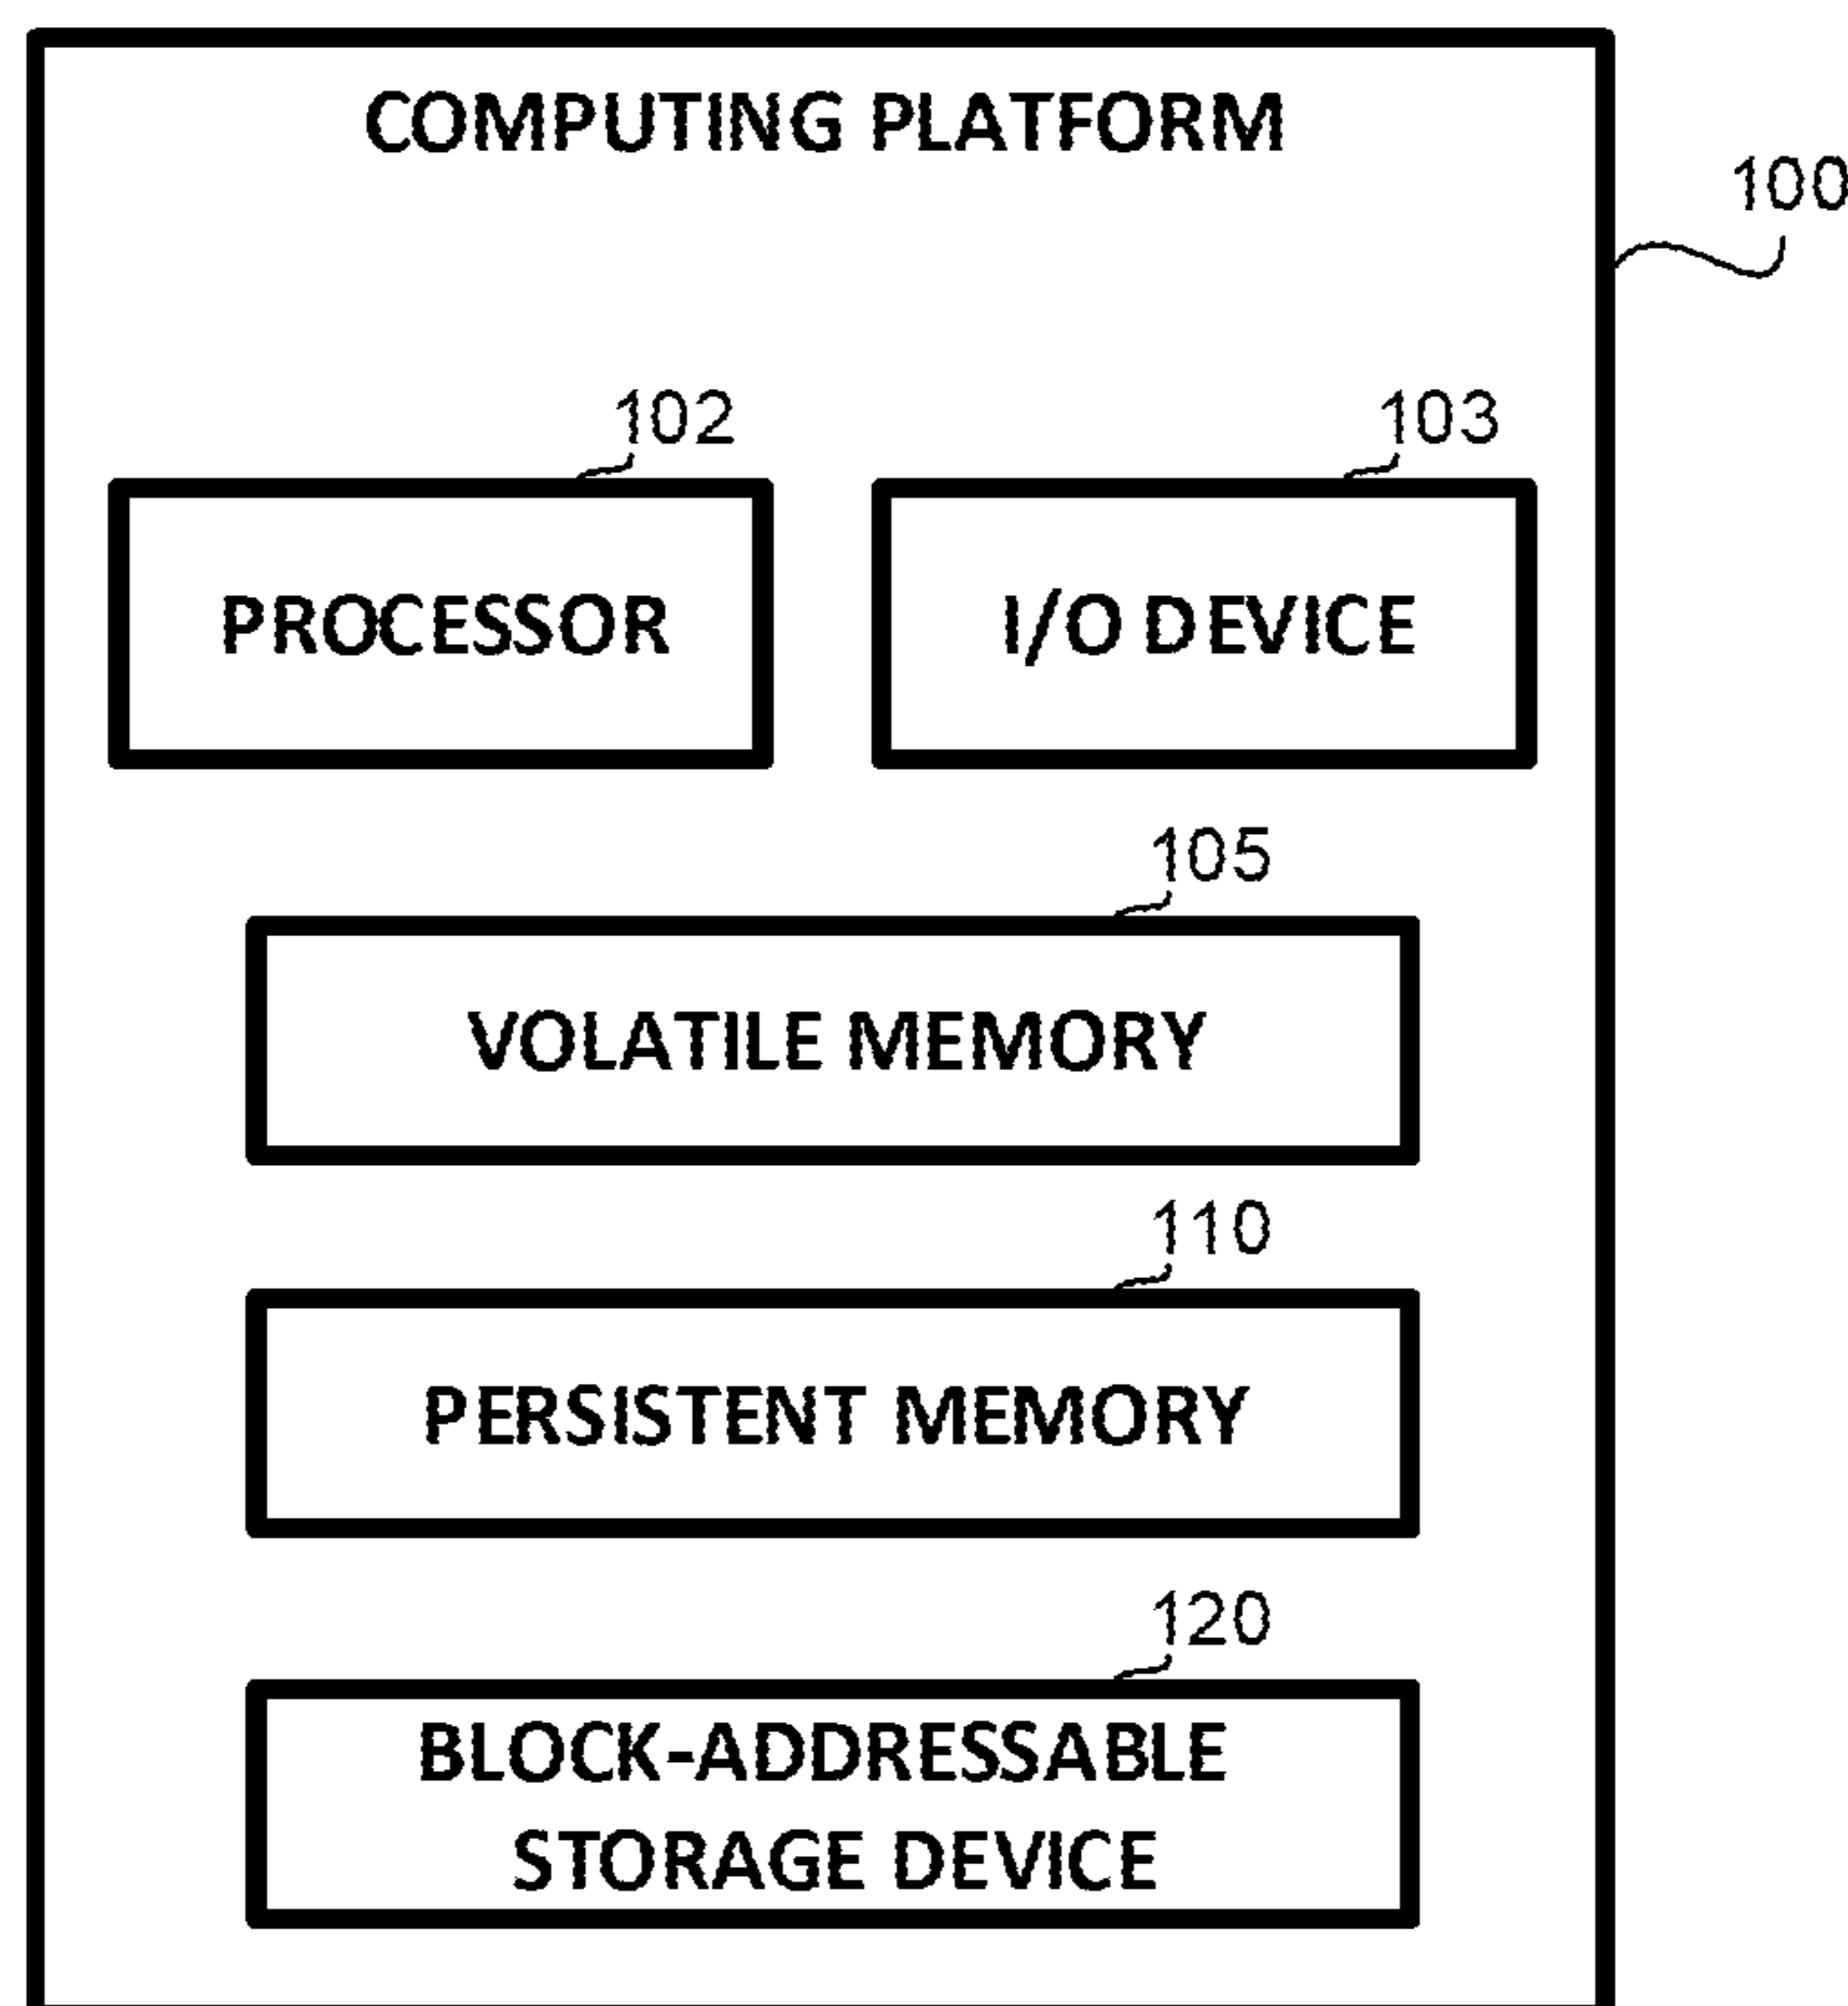 COMPUTING PLATFORM
100
102
103
PROCESSOR
I/O DEVICE
105
VOLATILE MEMORY
110
PERSISTENT MEMORY
120
BLOCK-ADDRESSABLE
STORAGE DEVICE